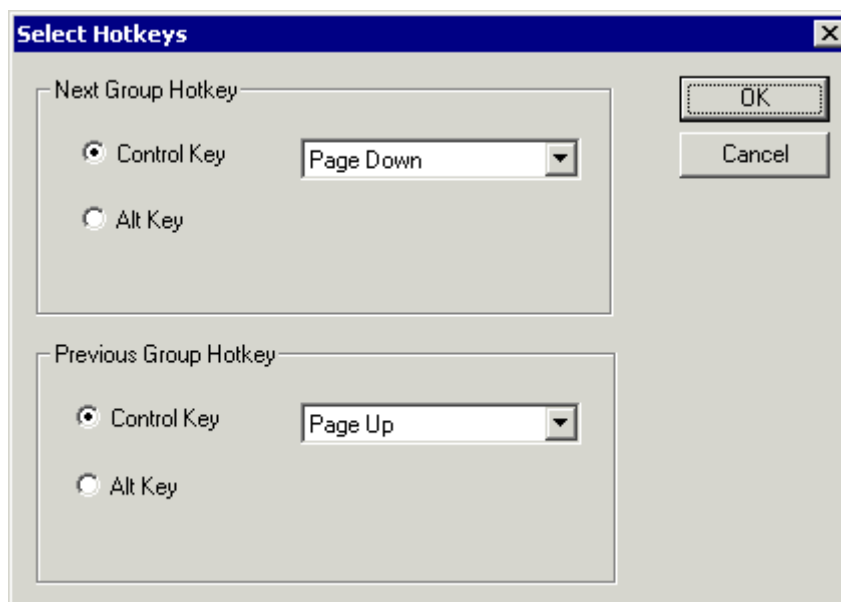 Select Hotkeys
Next Group Hotkey
Control Key
Page Down
Alt Key
OK
Cancel
Previous Group Hotkey
Control Key
Page Up
Alt Key